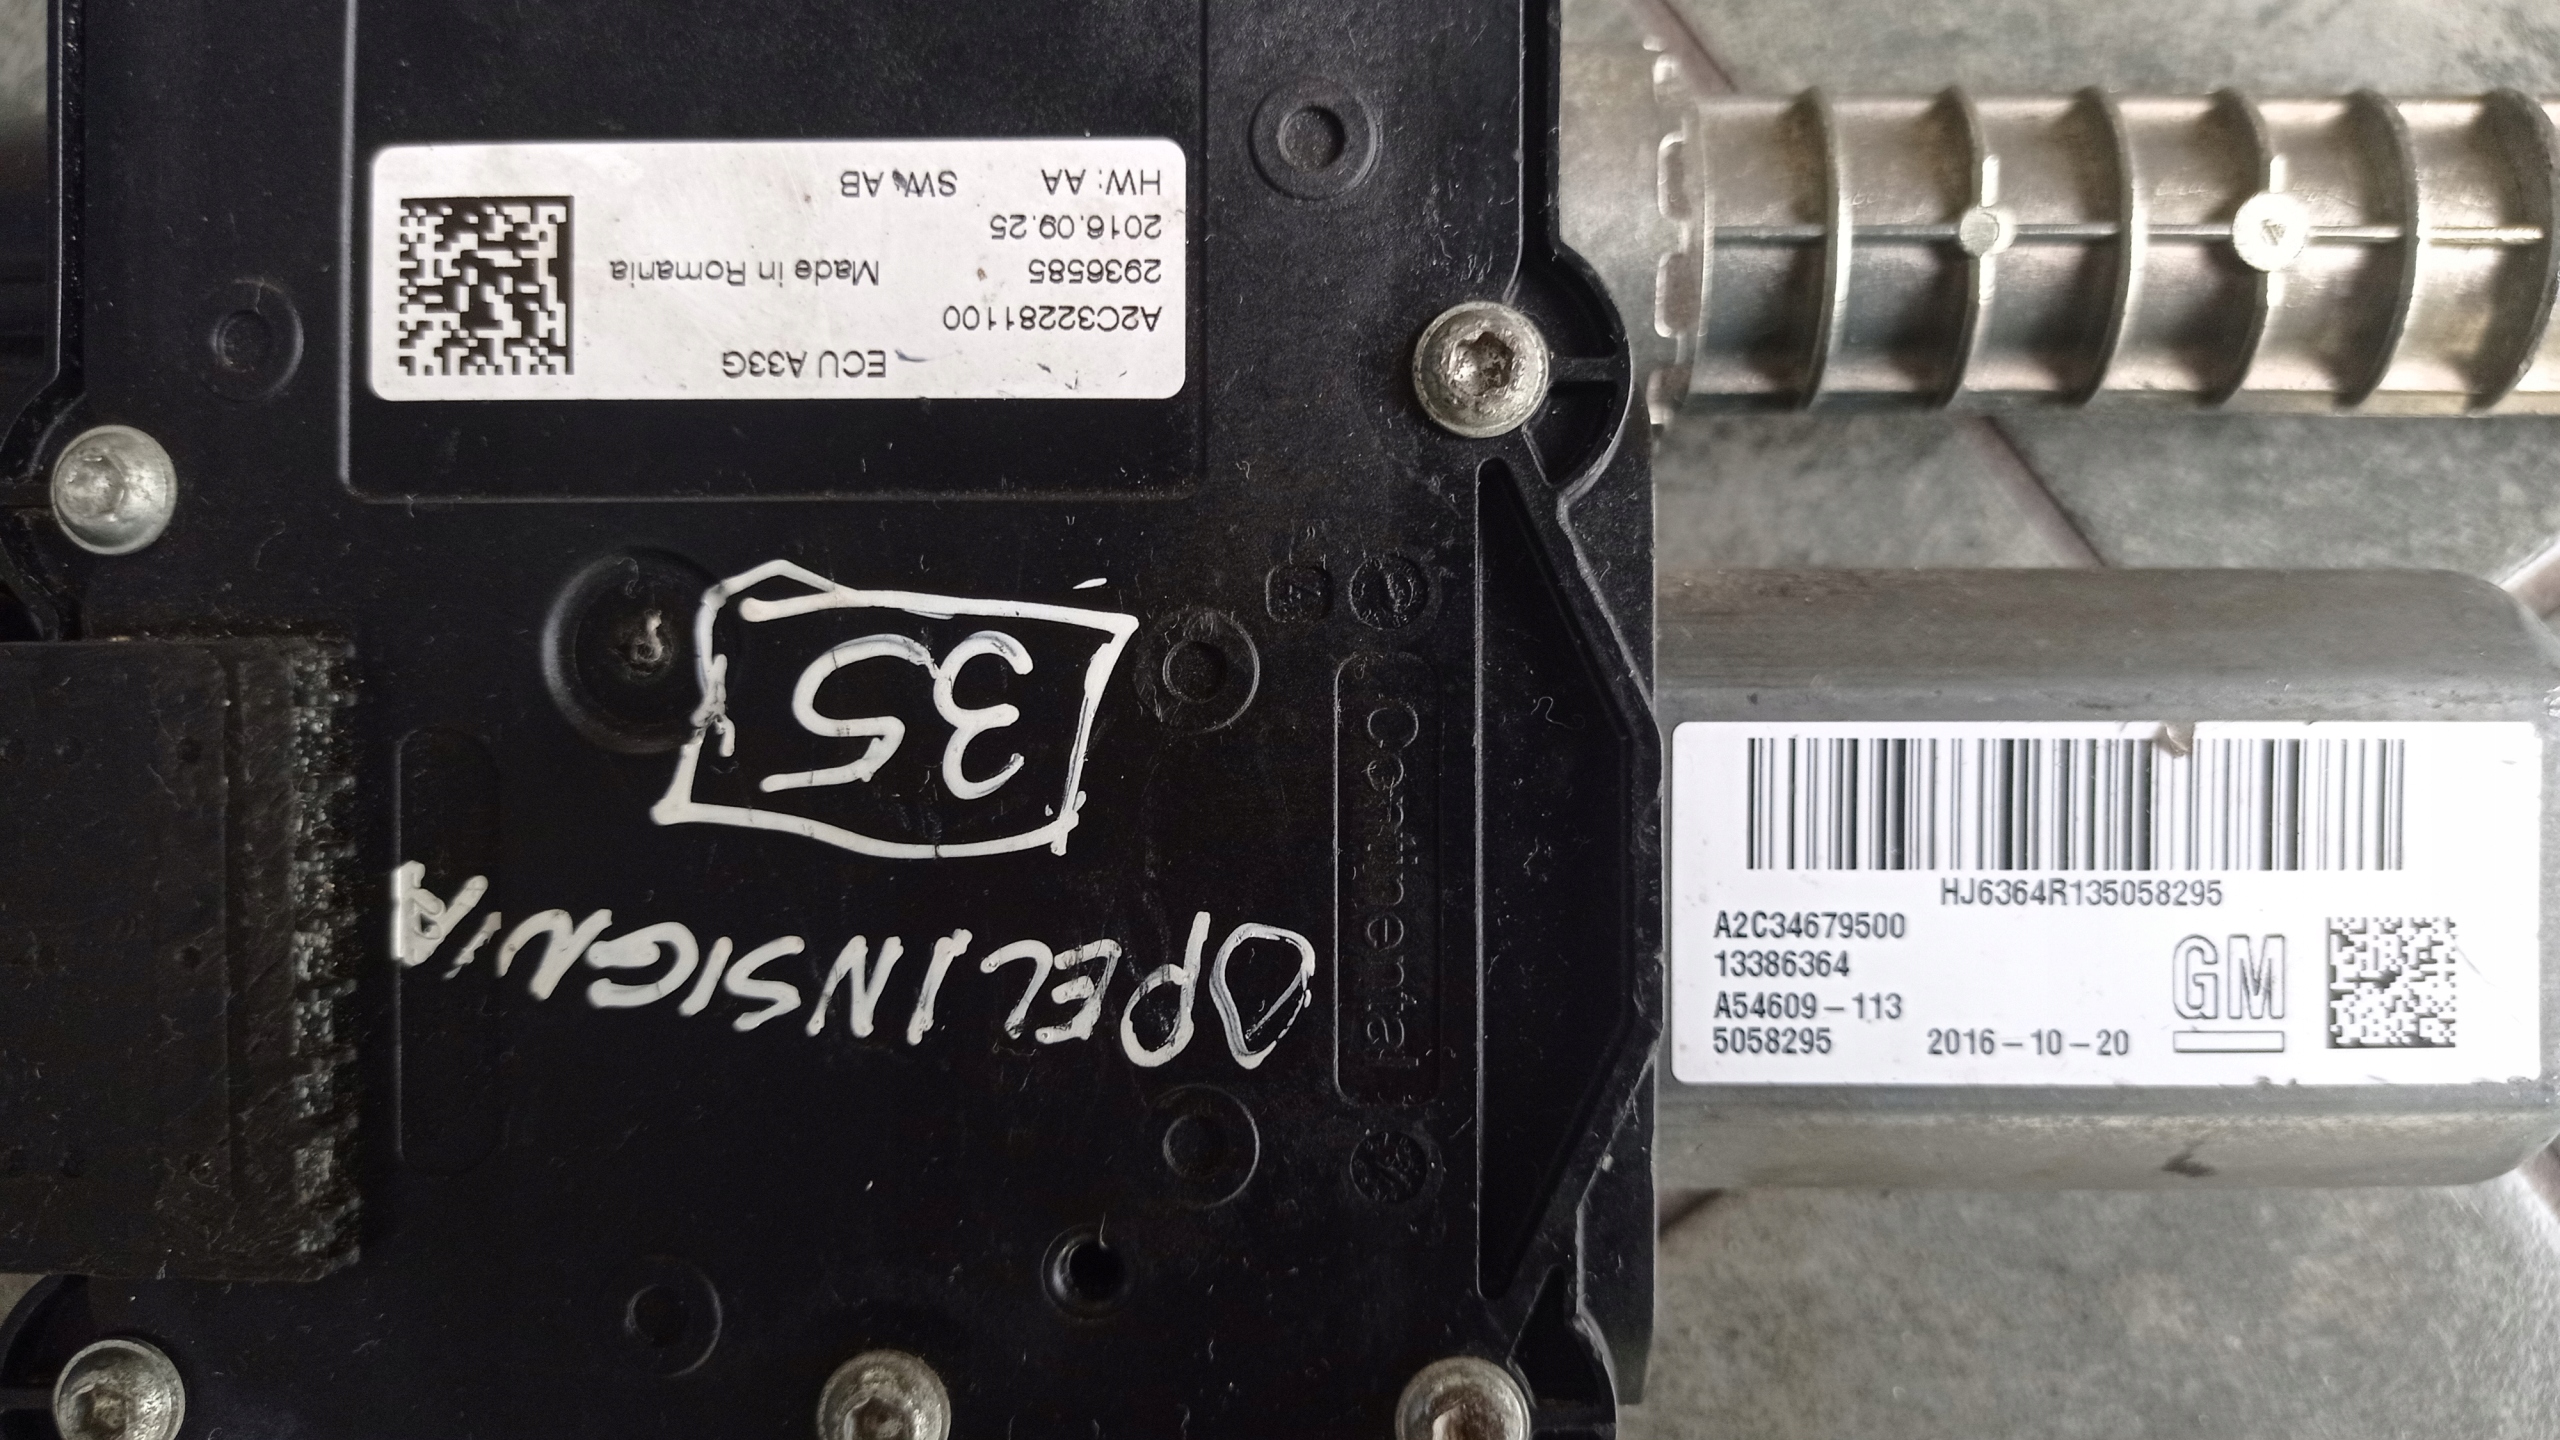 ECU A33G
A2C32281100
2936585 Made in Romania
2016.09.25
HW: AA SW: AB
35
OPEL INSIGNIA
Continental
HJ6364R135058295
A2C34679500
13386364
A54609-113
5058295 2016-10-20
GM